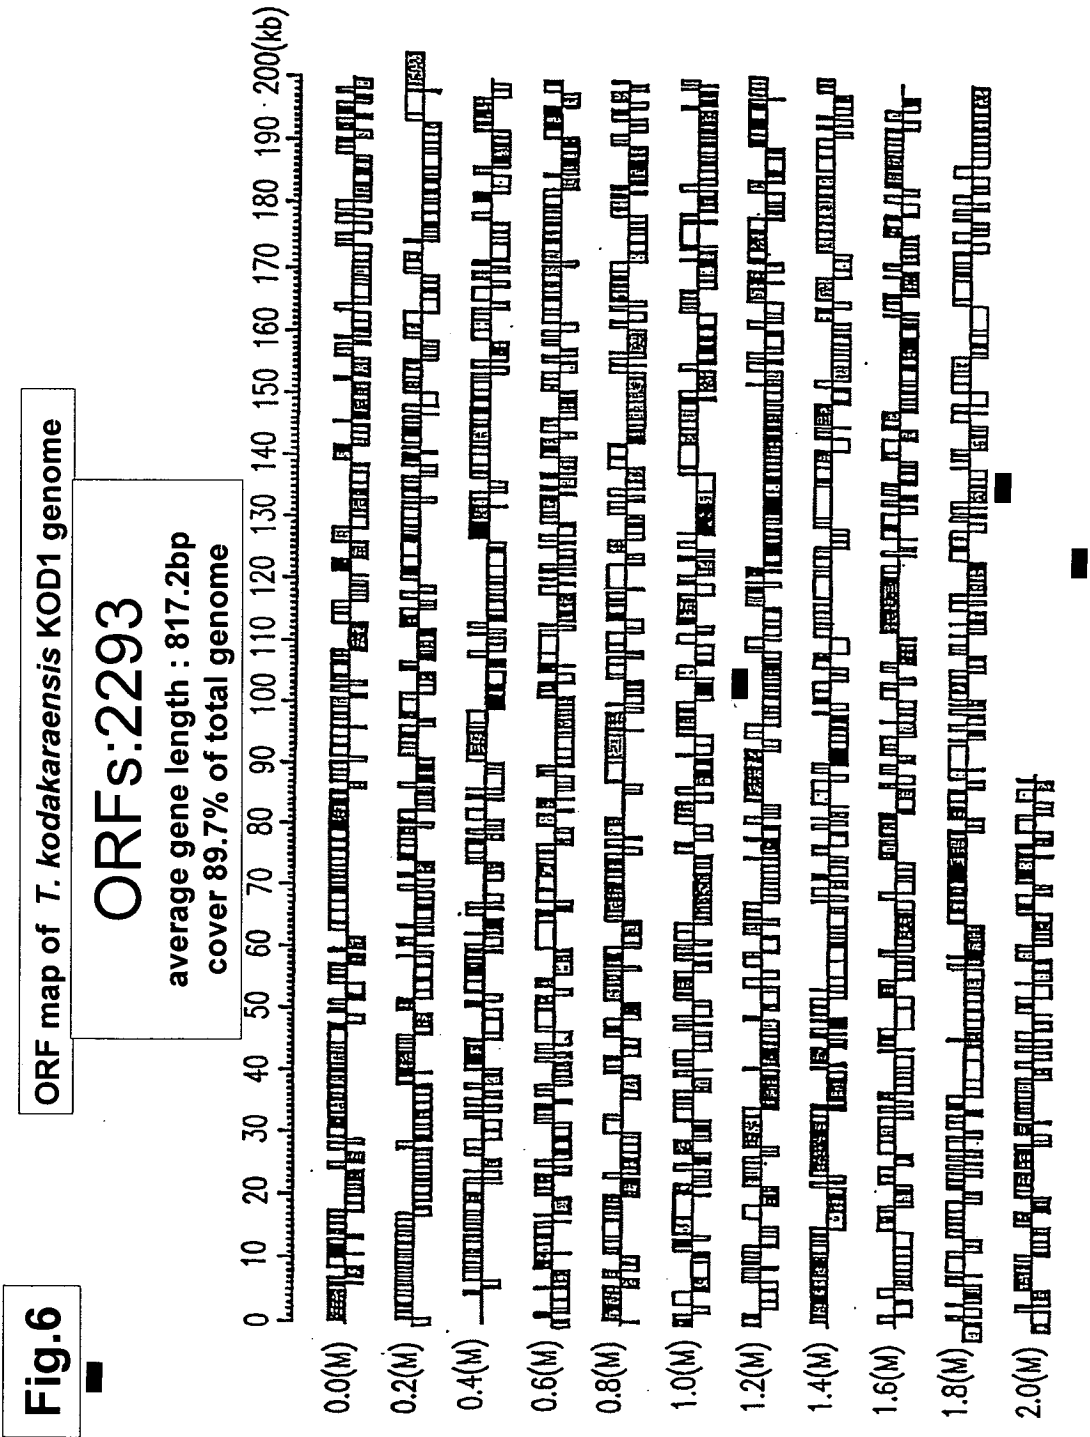 Fig.6
ORF map of T. kodakaraensis KOD1 genome
ORFs:2293
average gene length : 817.2bp
cover 89.7% of total genome
0 10 20 30 40 50 60 70 80 90 100 110 120 130 140 150 160 170 180 190 200(kb)
0.0(M)
0.2(M)
0.4(M)
0.6(M)
0.8(M)
1.0(M)
1.2(M)
1.4(M)
1.6(M)
1.8(M)
2.0(M)